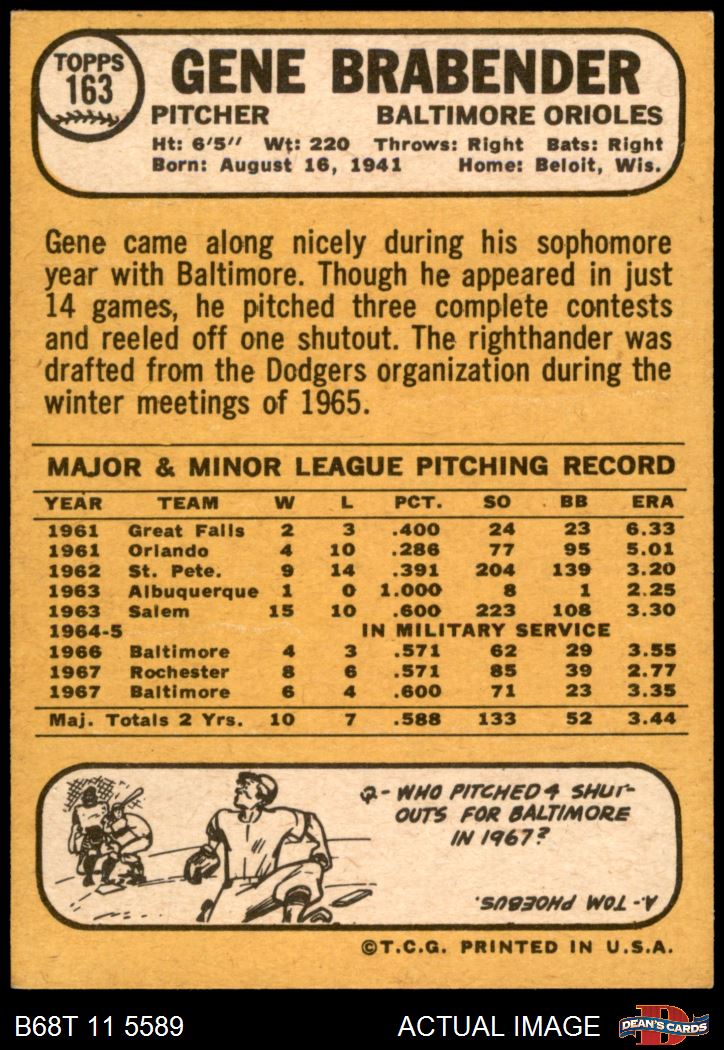 TOPPS
163
GENE BRABENDER
PITCHER BALTIMORE ORIOLES
Ht: 6'5" Wt: 220 Throws: Right Bats: Right
Born: August 16, 1941 Home: Beloit, Wis.
Gene came along nicely during his sophomore
year with Baltimore. Though he appeared in just
14 games, he pitched three complete contests
and reeled off one shutout. The righthander was
drafted from the Dodgers organization during the
winter meetings of 1965.
MAJOR & MINOR LEAGUE PITCHING RECORD
YEAR TEAM W L PCT. SO BB ERA
1961 Great Falls 2 3 .400 24 23 6.33
1961 Orlando 4 10 .286 77 95 5.01
1962 St. Pete. 9 14 .391 204 139 3.20
1963 Albuquerque 1 0 1.000 8 1 2.25
1963 Salem 15 10 .600 223 108 3.30
1964-5 IN MILITARY SERVICE
1966 Baltimore 4 3 .571 62 29 3.55
1967 Rochester 8 6 .571 85 39 2.77
1967 Baltimore 6 4 .600 71 23 3.35
Maj. Totals 2 Yrs. 10 7 .588 133 52 3.44
Q- WHO PITCHED 4 SHUT-
OUTS FOR BALTIMORE
IN 1967?
A- TOM PHOEBUS.
©T.C.G. PRINTED IN U.S.A.
B68T 11 5589 ACTUAL IMAGE D DEAN'S CARDS